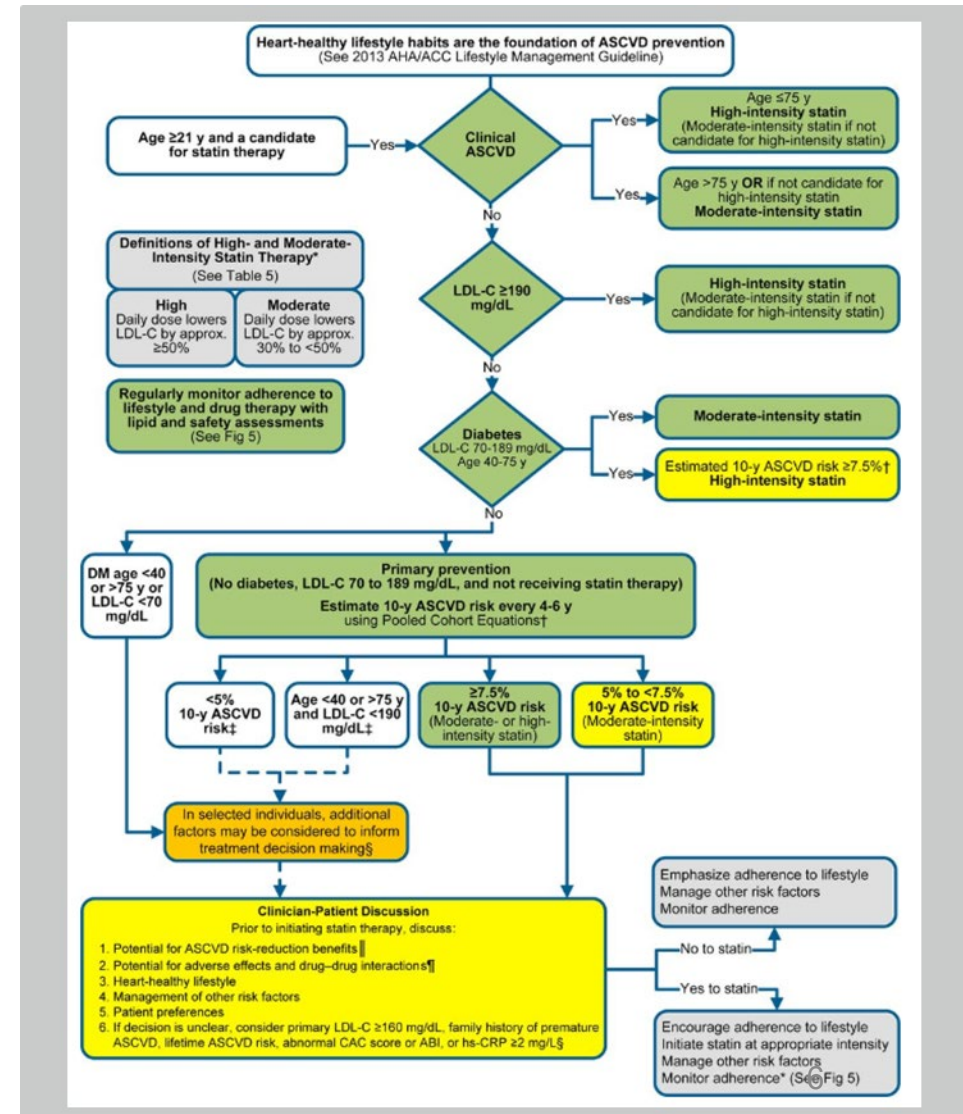 Heart-healthy lifestyle habits are the foundation of ASCVD prevention
(See 2013 AHA/ACC Lifestyle Management Guideline)
Age ≥21 y and a candidate
for statin therapy
Yes
Clinical
ASCVD
Yes
Age ≤75 y
High-intensity statin
(Moderate-intensity statin if not
candidate for high-intensity statin)
Yes
Age >75 y OR if not candidate for
high-intensity statin
Moderate-intensity statin
No
Definitions of High- and Moderate-
Intensity Statin Therapy*
(See Table 5)
High
Daily dose lowers
LDL-C by approx.
≥50%
Moderate
Daily dose lowers
LDL-C by approx.
30% to <50%
LDL-C ≥190
mg/dL
Yes
High-intensity statin
(Moderate-intensity statin if not
candidate for high-intensity statin)
No
Regularly monitor adherence to
lifestyle and drug therapy with
lipid and safety assessments
(See Fig 5)
Diabetes
LDL-C 70-189 mg/dL
Age 40-75 y
Yes
Moderate-intensity statin
Yes
Estimated 10-y ASCVD risk ≥7.5%†
High-intensity statin
No
DM age <40
or >75 y or
LDL-C <70
mg/dL
Primary prevention
(No diabetes, LDL-C 70 to 189 mg/dL, and not receiving statin therapy)
Estimate 10-y ASCVD risk every 4-6 y
using Pooled Cohort Equations†
<5%
10-y ASCVD
risk‡
Age <40 or >75 y
and LDL-C <190
mg/dL‡
≥7.5%
10-y ASCVD risk
(Moderate- or high-
intensity statin)
5% to <7.5%
10-y ASCVD risk
(Moderate-intensity
statin)
In selected individuals, additional
factors may be considered to inform
treatment decision making§
Clinician-Patient Discussion
Prior to initiating statin therapy, discuss:
1. Potential for ASCVD risk-reduction benefits‖
2. Potential for adverse effects and drug–drug interactions¶
3. Heart-healthy lifestyle
4. Management of other risk factors
5. Patient preferences
6. If decision is unclear, consider primary LDL-C ≥160 mg/dL, family history of premature
ASCVD, lifetime ASCVD risk, abnormal CAC score or ABI, or hs-CRP ≥2 mg/L§
Emphasize adherence to lifestyle
Manage other risk factors
Monitor adherence
No to statin
Yes to statin
Encourage adherence to lifestyle
Initiate statin at appropriate intensity
Manage other risk factors
Monitor adherence* (See Fig 5)